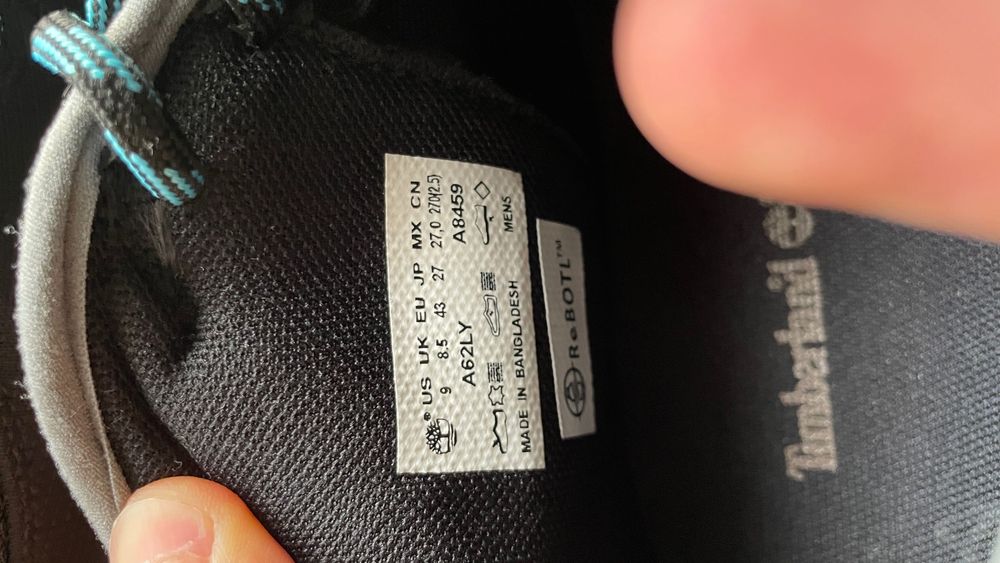 ® US UK EU JP MX CN
9 8.5 43 27 27,0 270(2.5)
A62LY A8459
MADE IN BANGLADESH MENS
ReBOTL™
Timberland